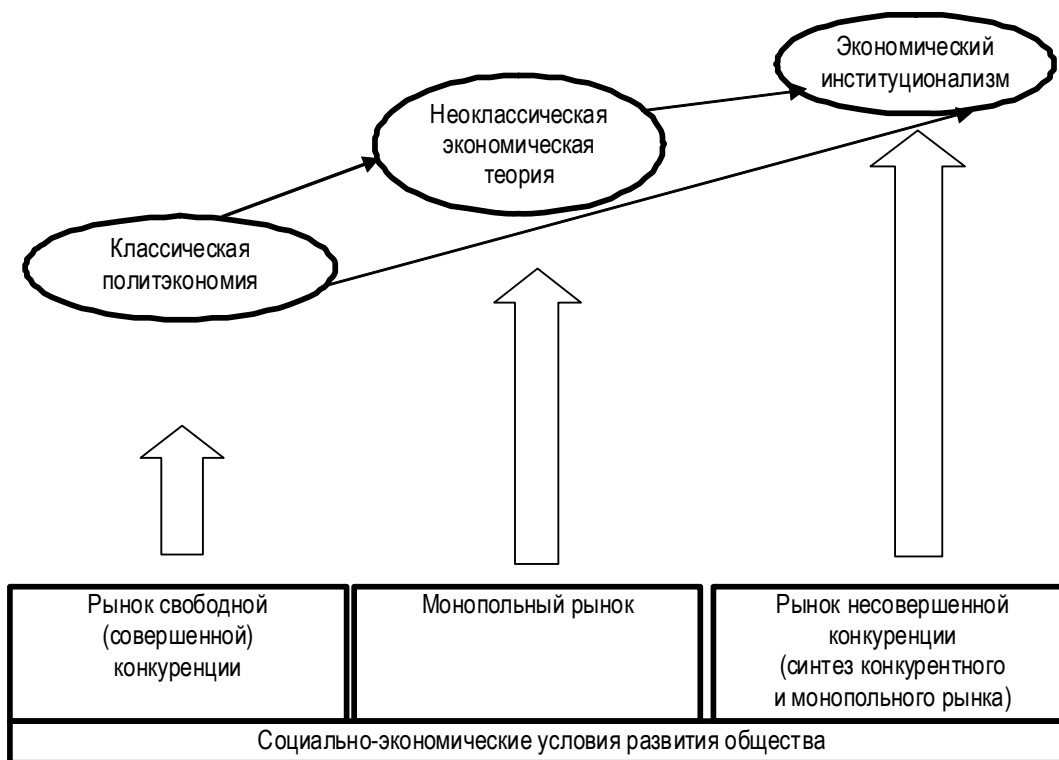 Экономический
институционализм
Неоклассическая
экономическая
теория
Классическая
политэкономия
Рынок свободной
(совершенной)
конкуренции
Монопольный рынок
Рынок несовершенной
конкуренции
(синтез конкурентного
и монопольного рынка)
Социально-экономические условия развития общества